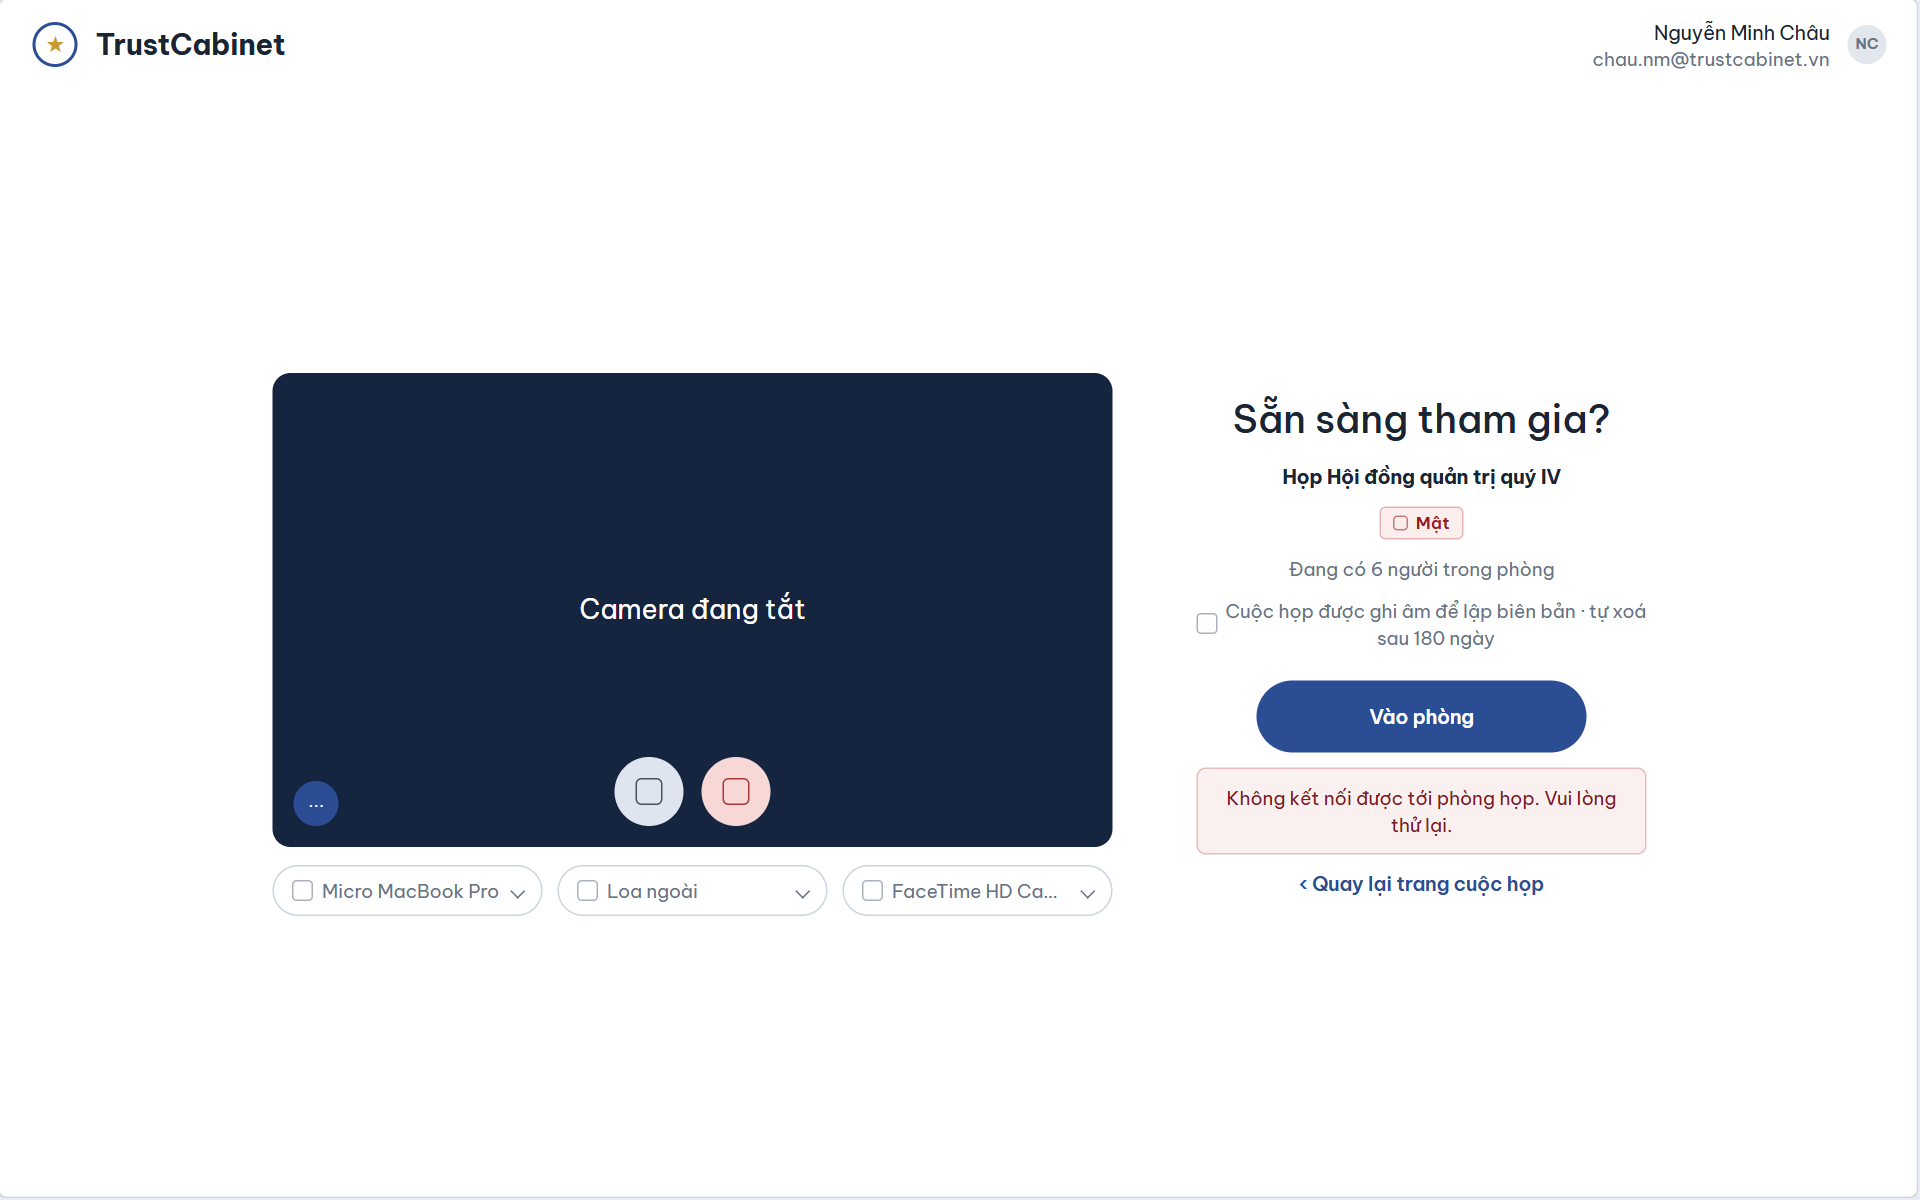 TrustCabinet
Nguyễn Minh Châu
chau.nm@trustcabinet.vn
NC
Camera đang tắt
...
Micro MacBook Pro
Loa ngoài
FaceTime HD Ca...
Sẵn sàng tham gia?
Họp Hội đồng quản trị quý IV
Mật
Đang có 6 người trong phòng
Cuộc họp được ghi âm để lập biên bản · tự xoá
sau 180 ngày
Vào phòng
Không kết nối được tới phòng họp. Vui lòng
thử lại.
‹ Quay lại trang cuộc họp